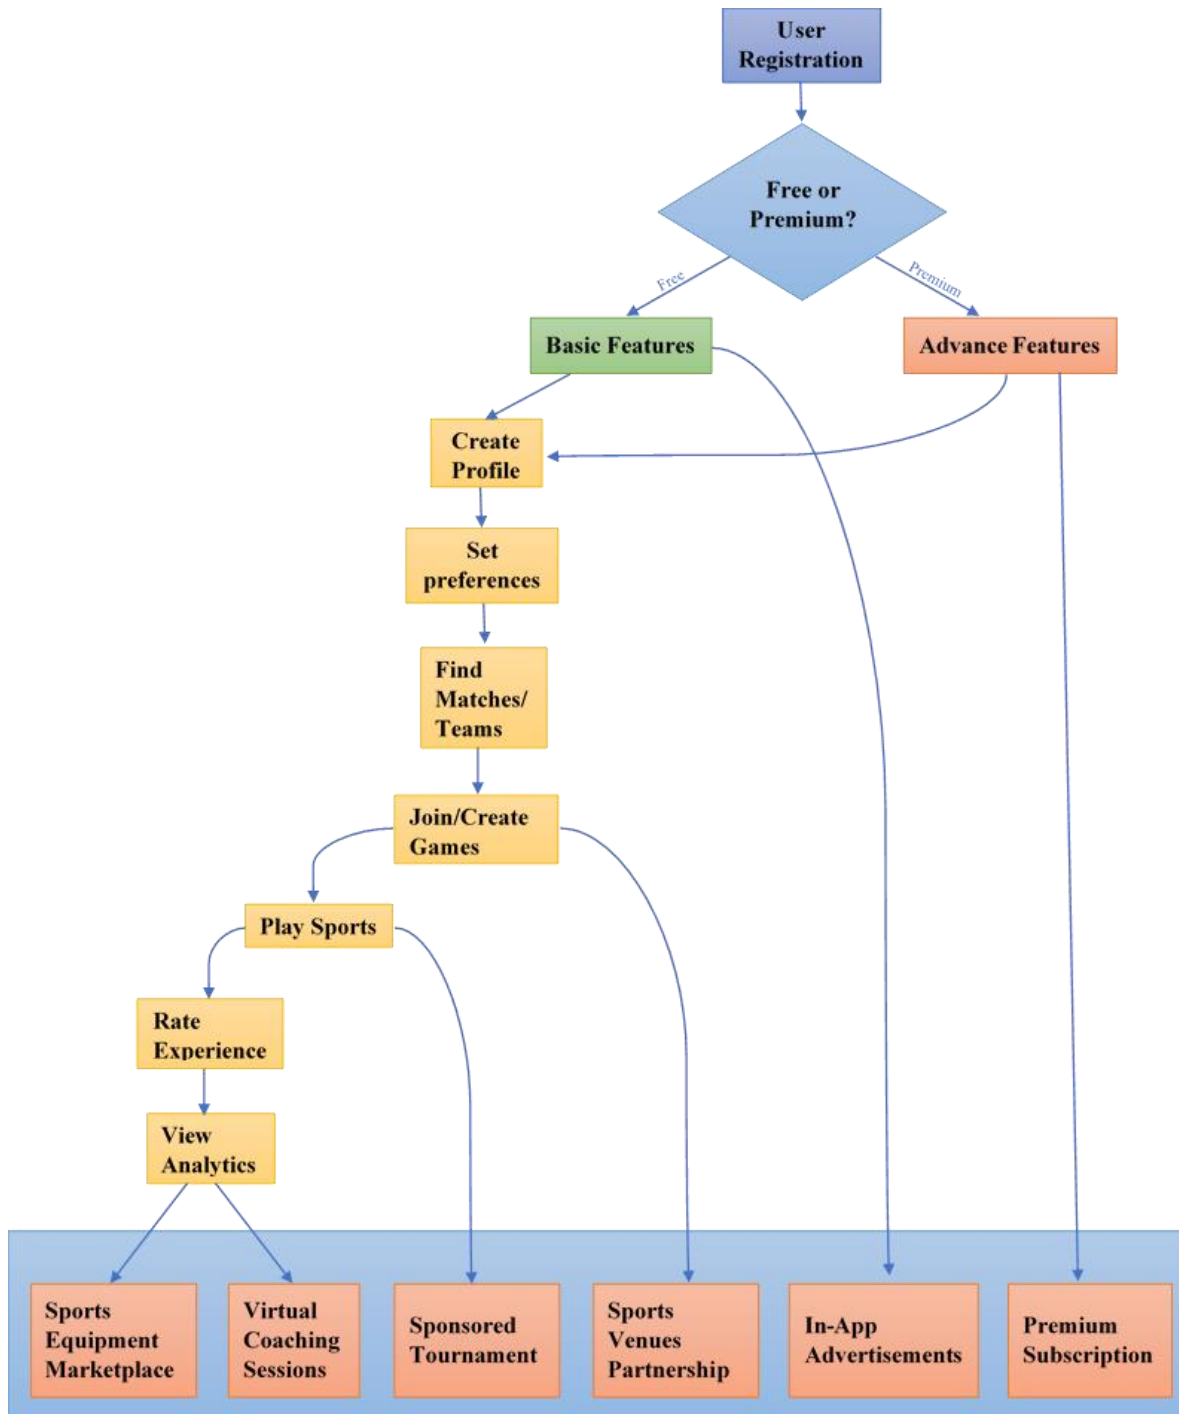 User
Registration
Free or
Premium?
Free
Premium
Basic Features
Advance Features
Create
Profile
Set
preferences
Find
Matches/
Teams
Join/Create
Games
Play Sports
Rate
Experience
View
Analytics
Sports
Equipment
Marketplace
Virtual
Coaching
Sessions
Sponsored
Tournament
Sports
Venues
Partnership
In-App
Advertisements
Premium
Subscription